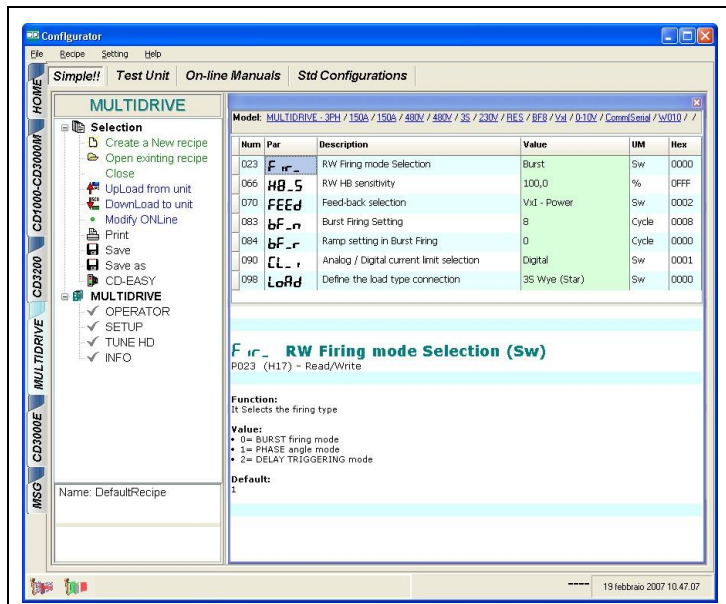 Configurator
File Recipe Setting Help
Simple!! Test Unit On-line Manuals Std Configurations
HOME
CD1000-CD3000M
CD3200
MULTIDRIVE
CD3000E
MSG
MULTIDRIVE
Selection
Create a New recipe
Open exinting recipe
Close
UpLoad from unit
DownLoad to unit
Modify ONLine
Print
Save
Save as
CD-EASY
MULTIDRIVE
OPERATOR
SETUP
TUNE HD
INFO
Name: DefaultRecipe
Model: MULTIDRIVE - 3PH / 150A / 150A / 480V / 480V / 3S / 230V / RES / BF8 / VxI / 0-10V / Comm|Serial / W010 / /
Num Par Description Value UM Hex
023 Fir_ RW Firing mode Selection Burst Sw 0000
066 HB_S RW HB sensitivity 100,0 % 0FFF
070 FEEd Feed-back selection VxI - Power Sw 0002
083 bF_n Burst Firing Setting 8 Cycle 0008
084 bF_r Ramp setting in Burst Firing 0 Cycle 0000
090 CL_i Analog / Digital current limit selection Digital Sw 0001
098 LoAd Define the load type connection 3S Wye (Star) Sw 0000
Fir_ RW Firing mode Selection (Sw)
P023 (H17) - Read/Write
Function:
It Selects the firing type
Value:
• 0= BURST firing mode
• 1= PHASE angle mode
• 2= DELAY TRIGGERING mode
Default:
1
---- 19 febbraio 2007 10.47.07